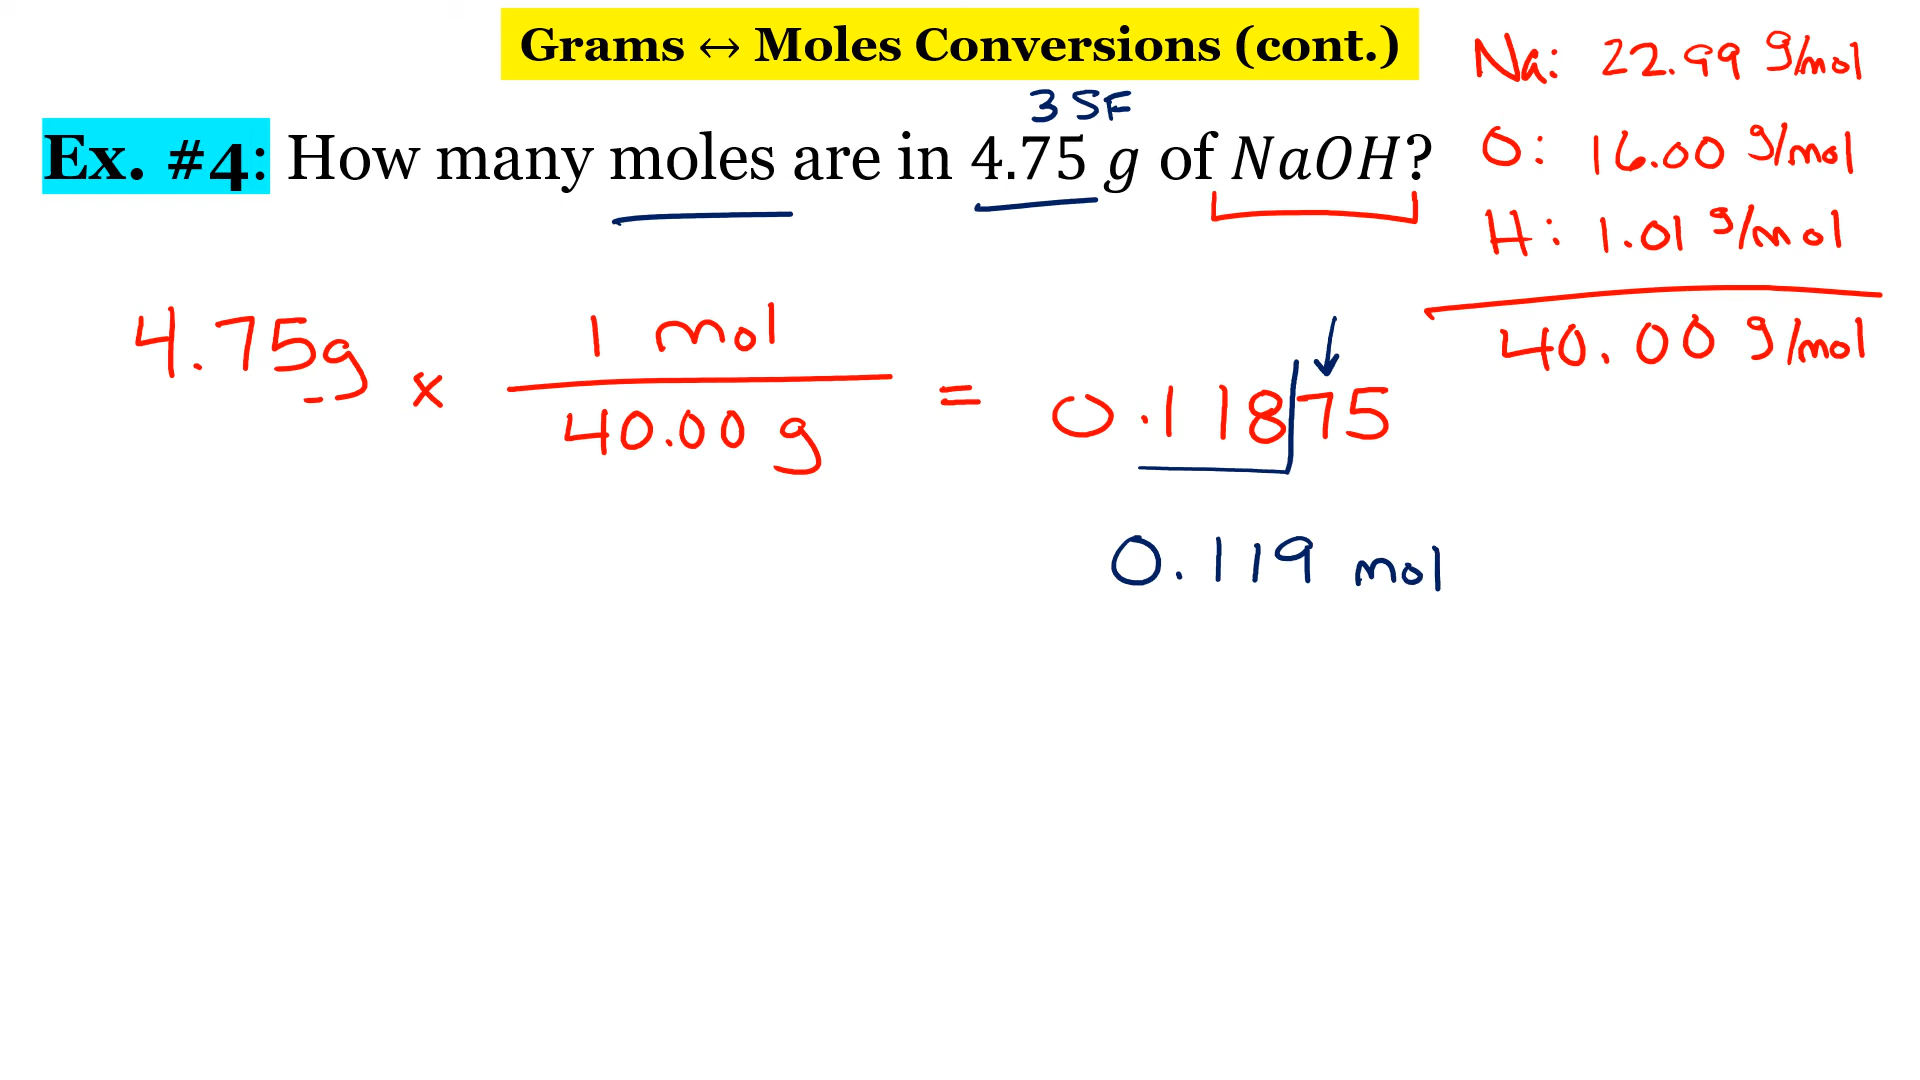 Grams ↔ Moles Conversions (cont.)
Na: 22.99 g/mol
3 SF
Ex. #4: How many moles are in 4.75 g of NaOH?
O: 16.00 g/mol
H: 1.01 g/mol
40.00 g/mol
4.75g × 1 mol / 40.00 g = 0.11875
0.119 mol